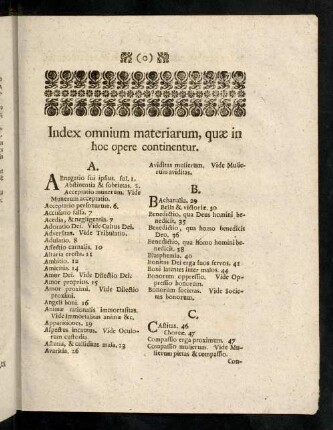 (0)
Index omnium materiarum, quæ in
hoc opere continentur.
A.
ABnegatio sui ipsius. fol. 1.
Abstinentia & sobrietas. 2.
Acceptatio munerum. Vide
Munerum acceptatio.
Acceptatio personarum. 6.
Accusatio falsa. 7
Acedia, & negligentia. 7
Adoratio Dei. Vide Cultus Dei.
Adversitas. Vide Tribulatio.
Adulatio. 8
Affectio carnalis. 10
Altaria erecta. 11
Ambitio. 12
Amicitia. 14
Amor Dei. Vide Dilectio Dei.
Amor proprius. 15
Amor proximi. Vide Dilectio
proximi.
Angeli boni. 16
Animæ rationalis immortalitas.
Vide Immortalitas animæ &c.
Apparitiones. 19
Aspectus incautus. Vide Oculo-
rum custodia.
Astutia, & calliditas mala. 23
Avaritia. 26
Aviditas mulierum. Vide Mulie-
rum aviditas.
B.
BAcchanalia. 29
Bella & victoriæ. 30
Benedictio, qua Deus homini be-
nedicit. 35
Benedictio, qua homo benedicit
Deo. 36
Benedictio, qua homo homini be-
nedicit. 38
Blasphemia. 40
Bonitas Dei erga suos servos. 42
Boni latentes inter malos. 44
Bonorum oppressio. Vide Op-
pressio bonorum.
Bonorum societas. Vide Socie-
tas bonorum.
C.
CAstitas. 46
Choreæ. 47
Compassio erga proximum. 47
Compassio mulierum. Vide Mu-
lierum pietas & compassio.
Con-